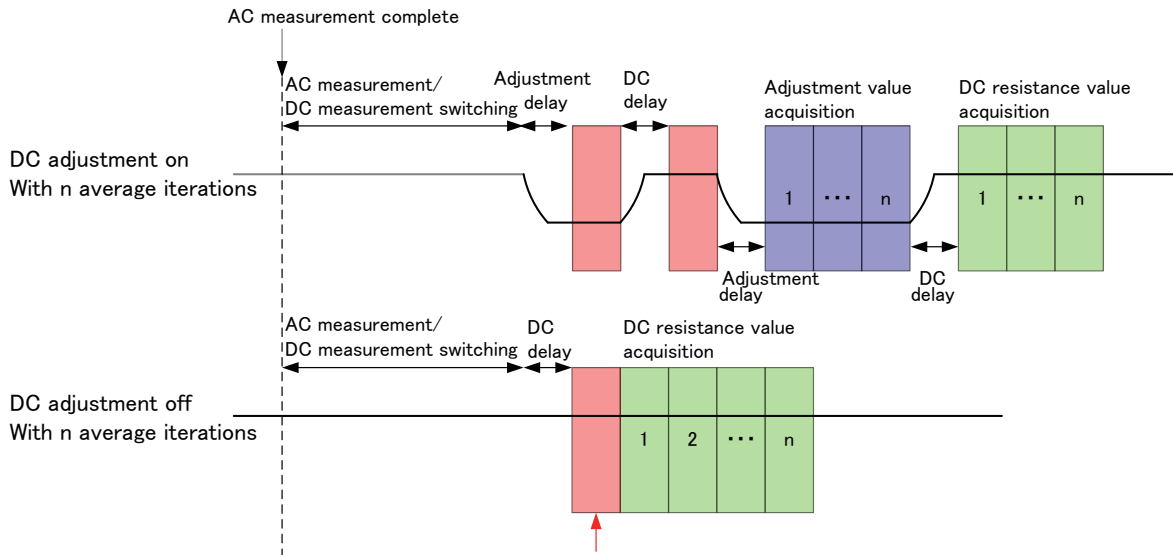 AC measurement complete
AC measurement/
DC measurement switching
Adjustment
delay
DC
delay
Adjustment value
acquisition
DC resistance value
acquisition
DC adjustment on
With n average iterations
1
···
n
1
···
n
Adjustment
delay
DC
delay
AC measurement/
DC measurement switching
DC
delay
DC resistance value
acquisition
DC adjustment off
With n average iterations
1
2
···
n